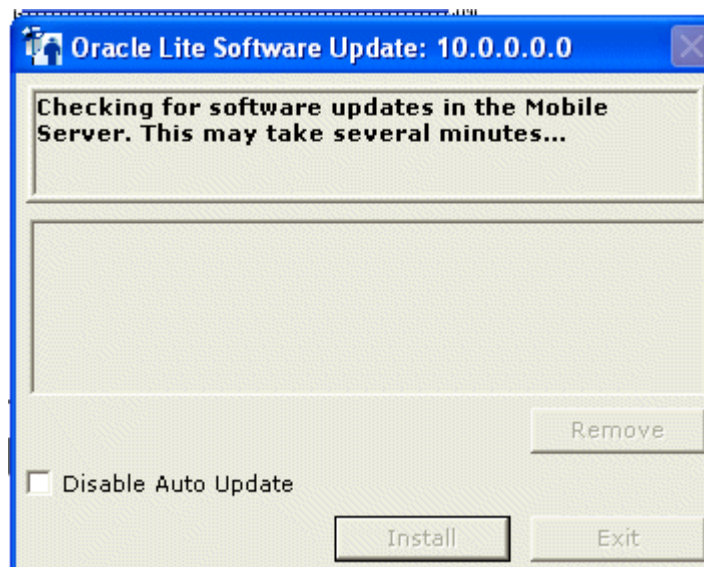 Oracle Lite Software Update: 10.0.0.0.0
Checking for software updates in the Mobile
Server. This may take several minutes...
Remove
Disable Auto Update
Install
Exit